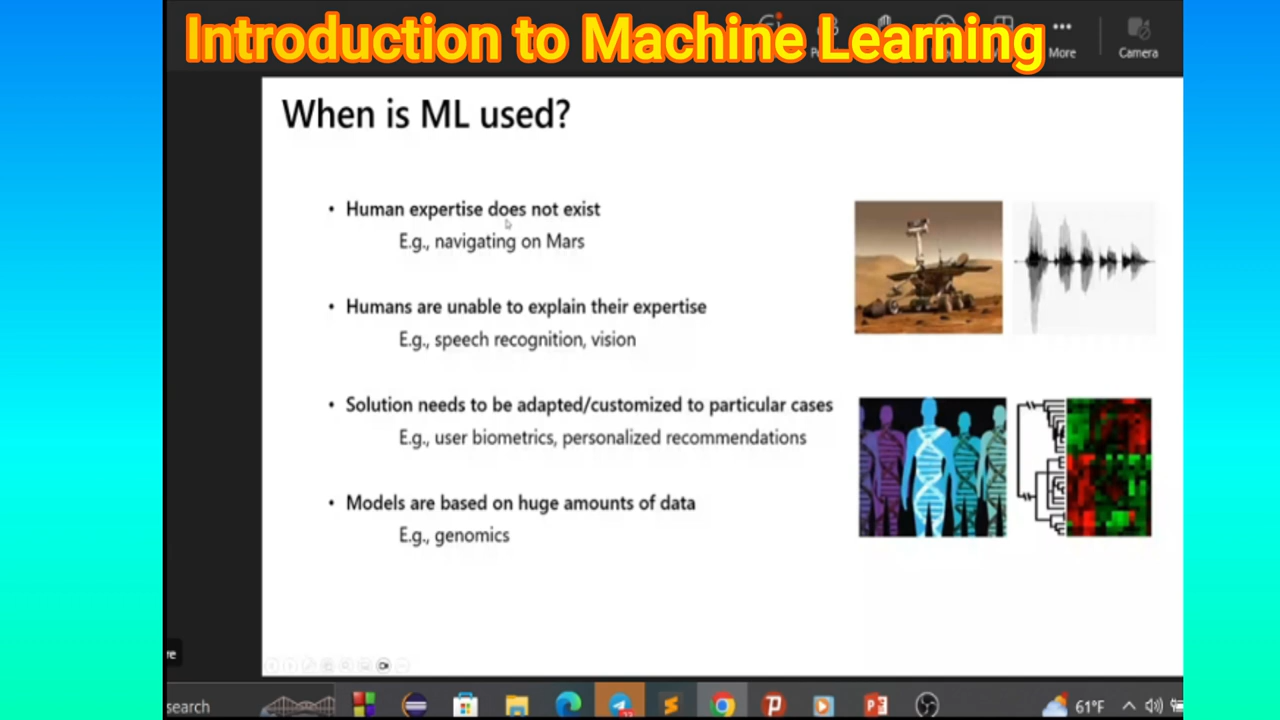 Introduction to Machine Learning
More
Camera
When is ML used?
• Human expertise does not exist
E.g., navigating on Mars
• Humans are unable to explain their expertise
E.g., speech recognition, vision
• Solution needs to be adapted/customized to particular cases
E.g., user biometrics, personalized recommendations
• Models are based on huge amounts of data
E.g., genomics
re
search
61°F